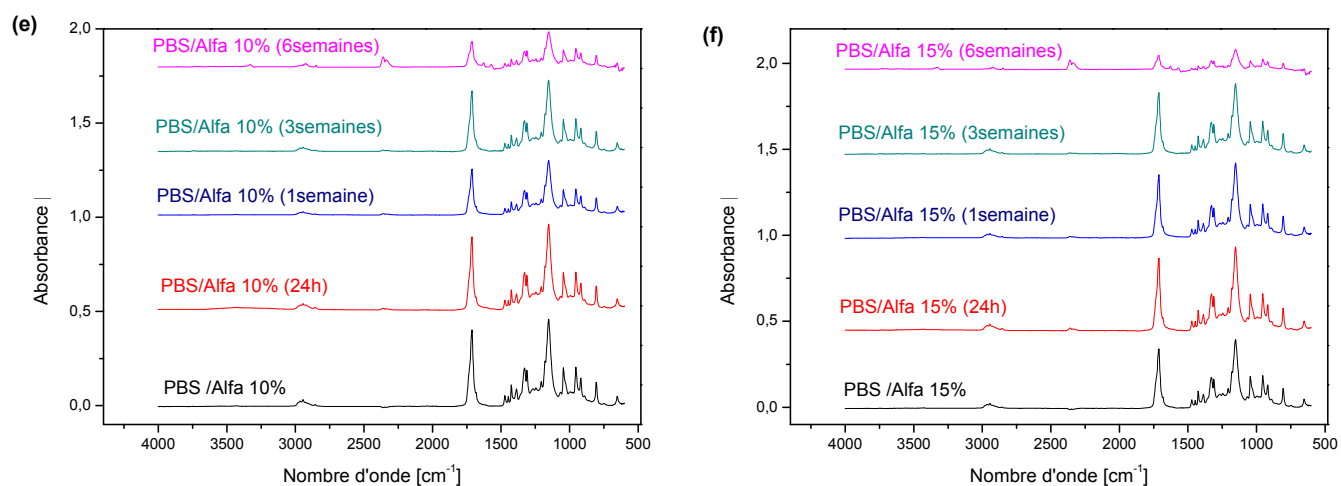 (e)
2,0
1,5
1,0
0,5
0,0
Absorbance
PBS/Alfa 10% (6semaines)
PBS/Alfa 10% (3semaines)
PBS/Alfa 10% (1semaine)
PBS/Alfa 10% (24h)
PBS /Alfa 10%
4000 3500 3000 2500 2000 1500 1000 500
Nombre d'onde [cm⁻¹]
(f)
2,0
1,5
1,0
0,5
0,0
Absorbance
PBS/Alfa 15% (6semaines)
PBS/Alfa 15% (3semaines)
PBS/Alfa 15% (1semaine)
PBS/Alfa 15% (24h)
PBS /Alfa 15%
4000 3500 3000 2500 2000 1500 1000 500
Nombre d'onde [cm⁻¹]